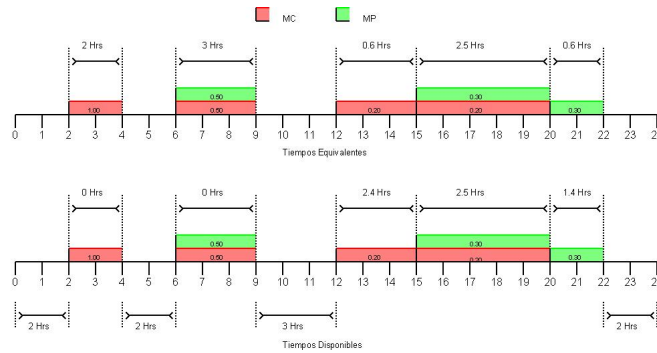 MC MP
2 Hrs 3 Hrs 0.6 Hrs 2.5 Hrs 0.6 Hrs
0.50 0.30
1.00 0.50 0.20 0.20 0.30
0 1 2 3 4 5 6 7 8 9 10 11 12 13 14 15 16 17 18 19 20 21 22 23 2
Tiempos Equivalentes
0 Hrs 0 Hrs 2.4 Hrs 2.5 Hrs 1.4 Hrs
0.50 0.30
1.00 0.50 0.20 0.20 0.30
0 1 2 3 4 5 6 7 8 9 10 11 12 13 14 15 16 17 18 19 20 21 22 23 2
2 Hrs 2 Hrs 3 Hrs 2 Hrs
Tiempos Disponibles